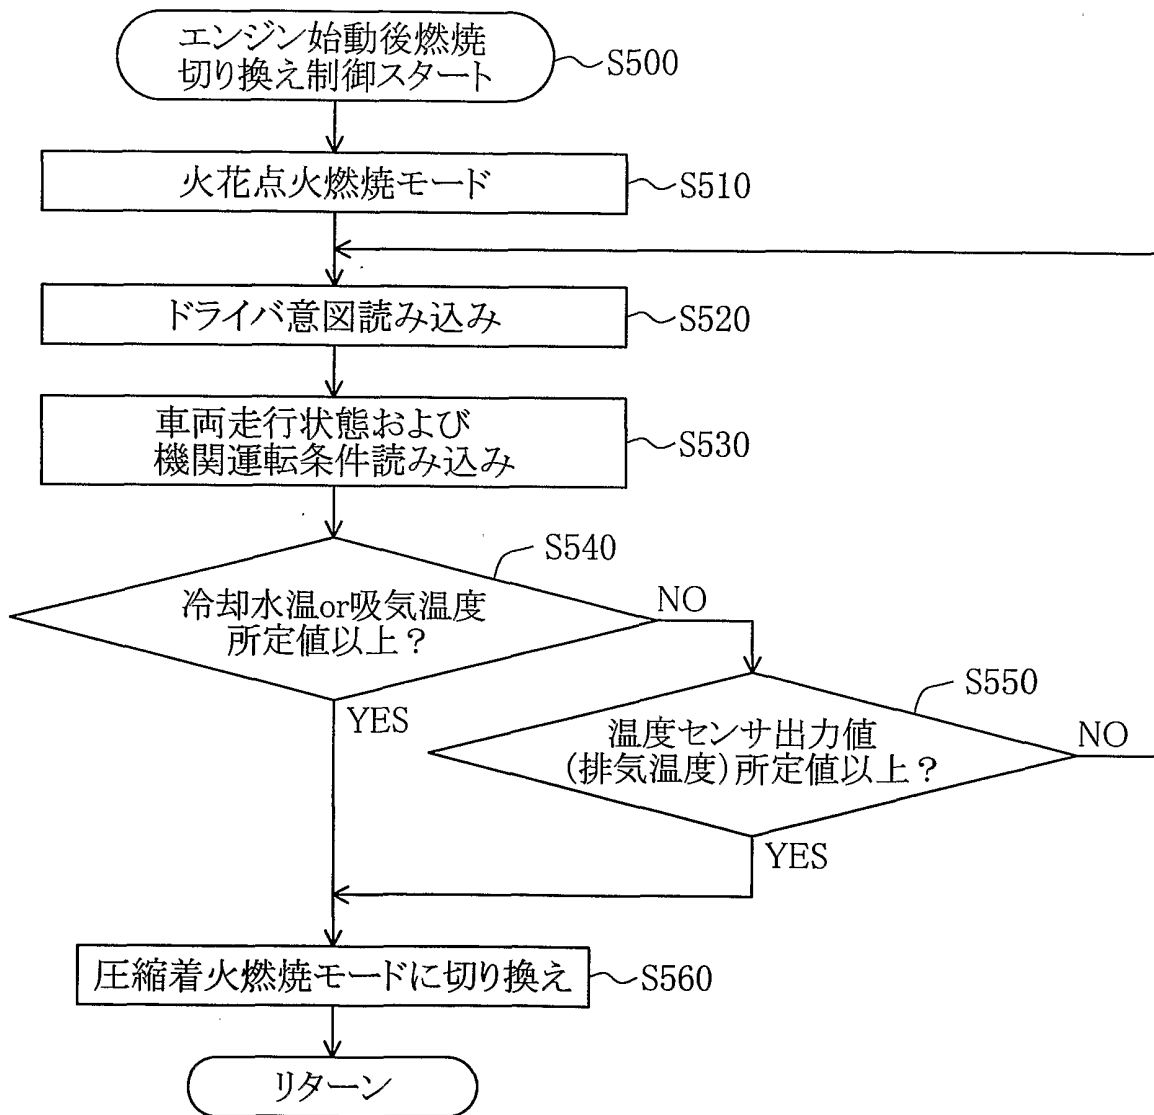 エンジン始動後燃焼
切り換え制御スタート
S500
火花点火燃焼モード
S510
ドライバ意図読み込み
S520
車両走行状態および
機関運転条件読み込み
S530
S540
冷却水温or吸気温度
所定値以上?
NO
YES
S550
温度センサ出力値
(排気温度)所定値以上?
NO
YES
圧縮着火燃焼モードに切り換え
S560
リターン